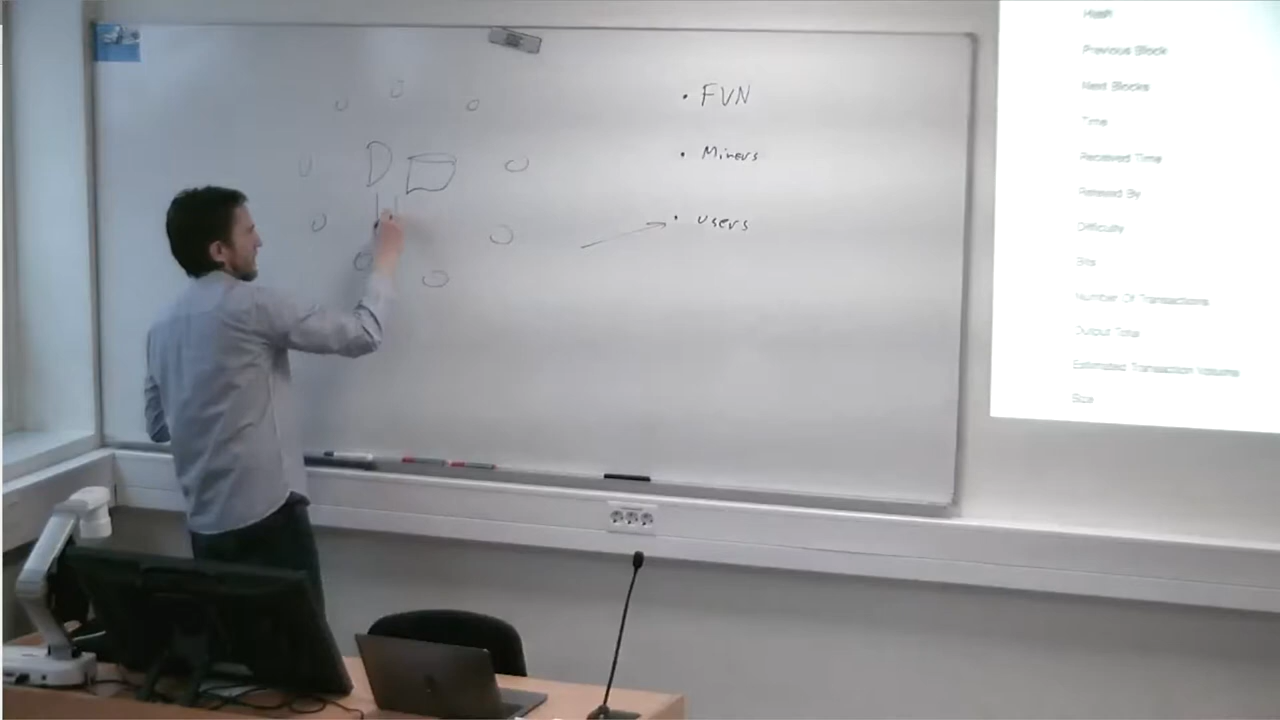 • FVN
• Miners
• users
D
Hash
Previous Block
Next Blocks
Time
Received Time
Relayed By
Difficulty
Bits
Number Of Transactions
Output Total
Estimated Transaction Volume
Size